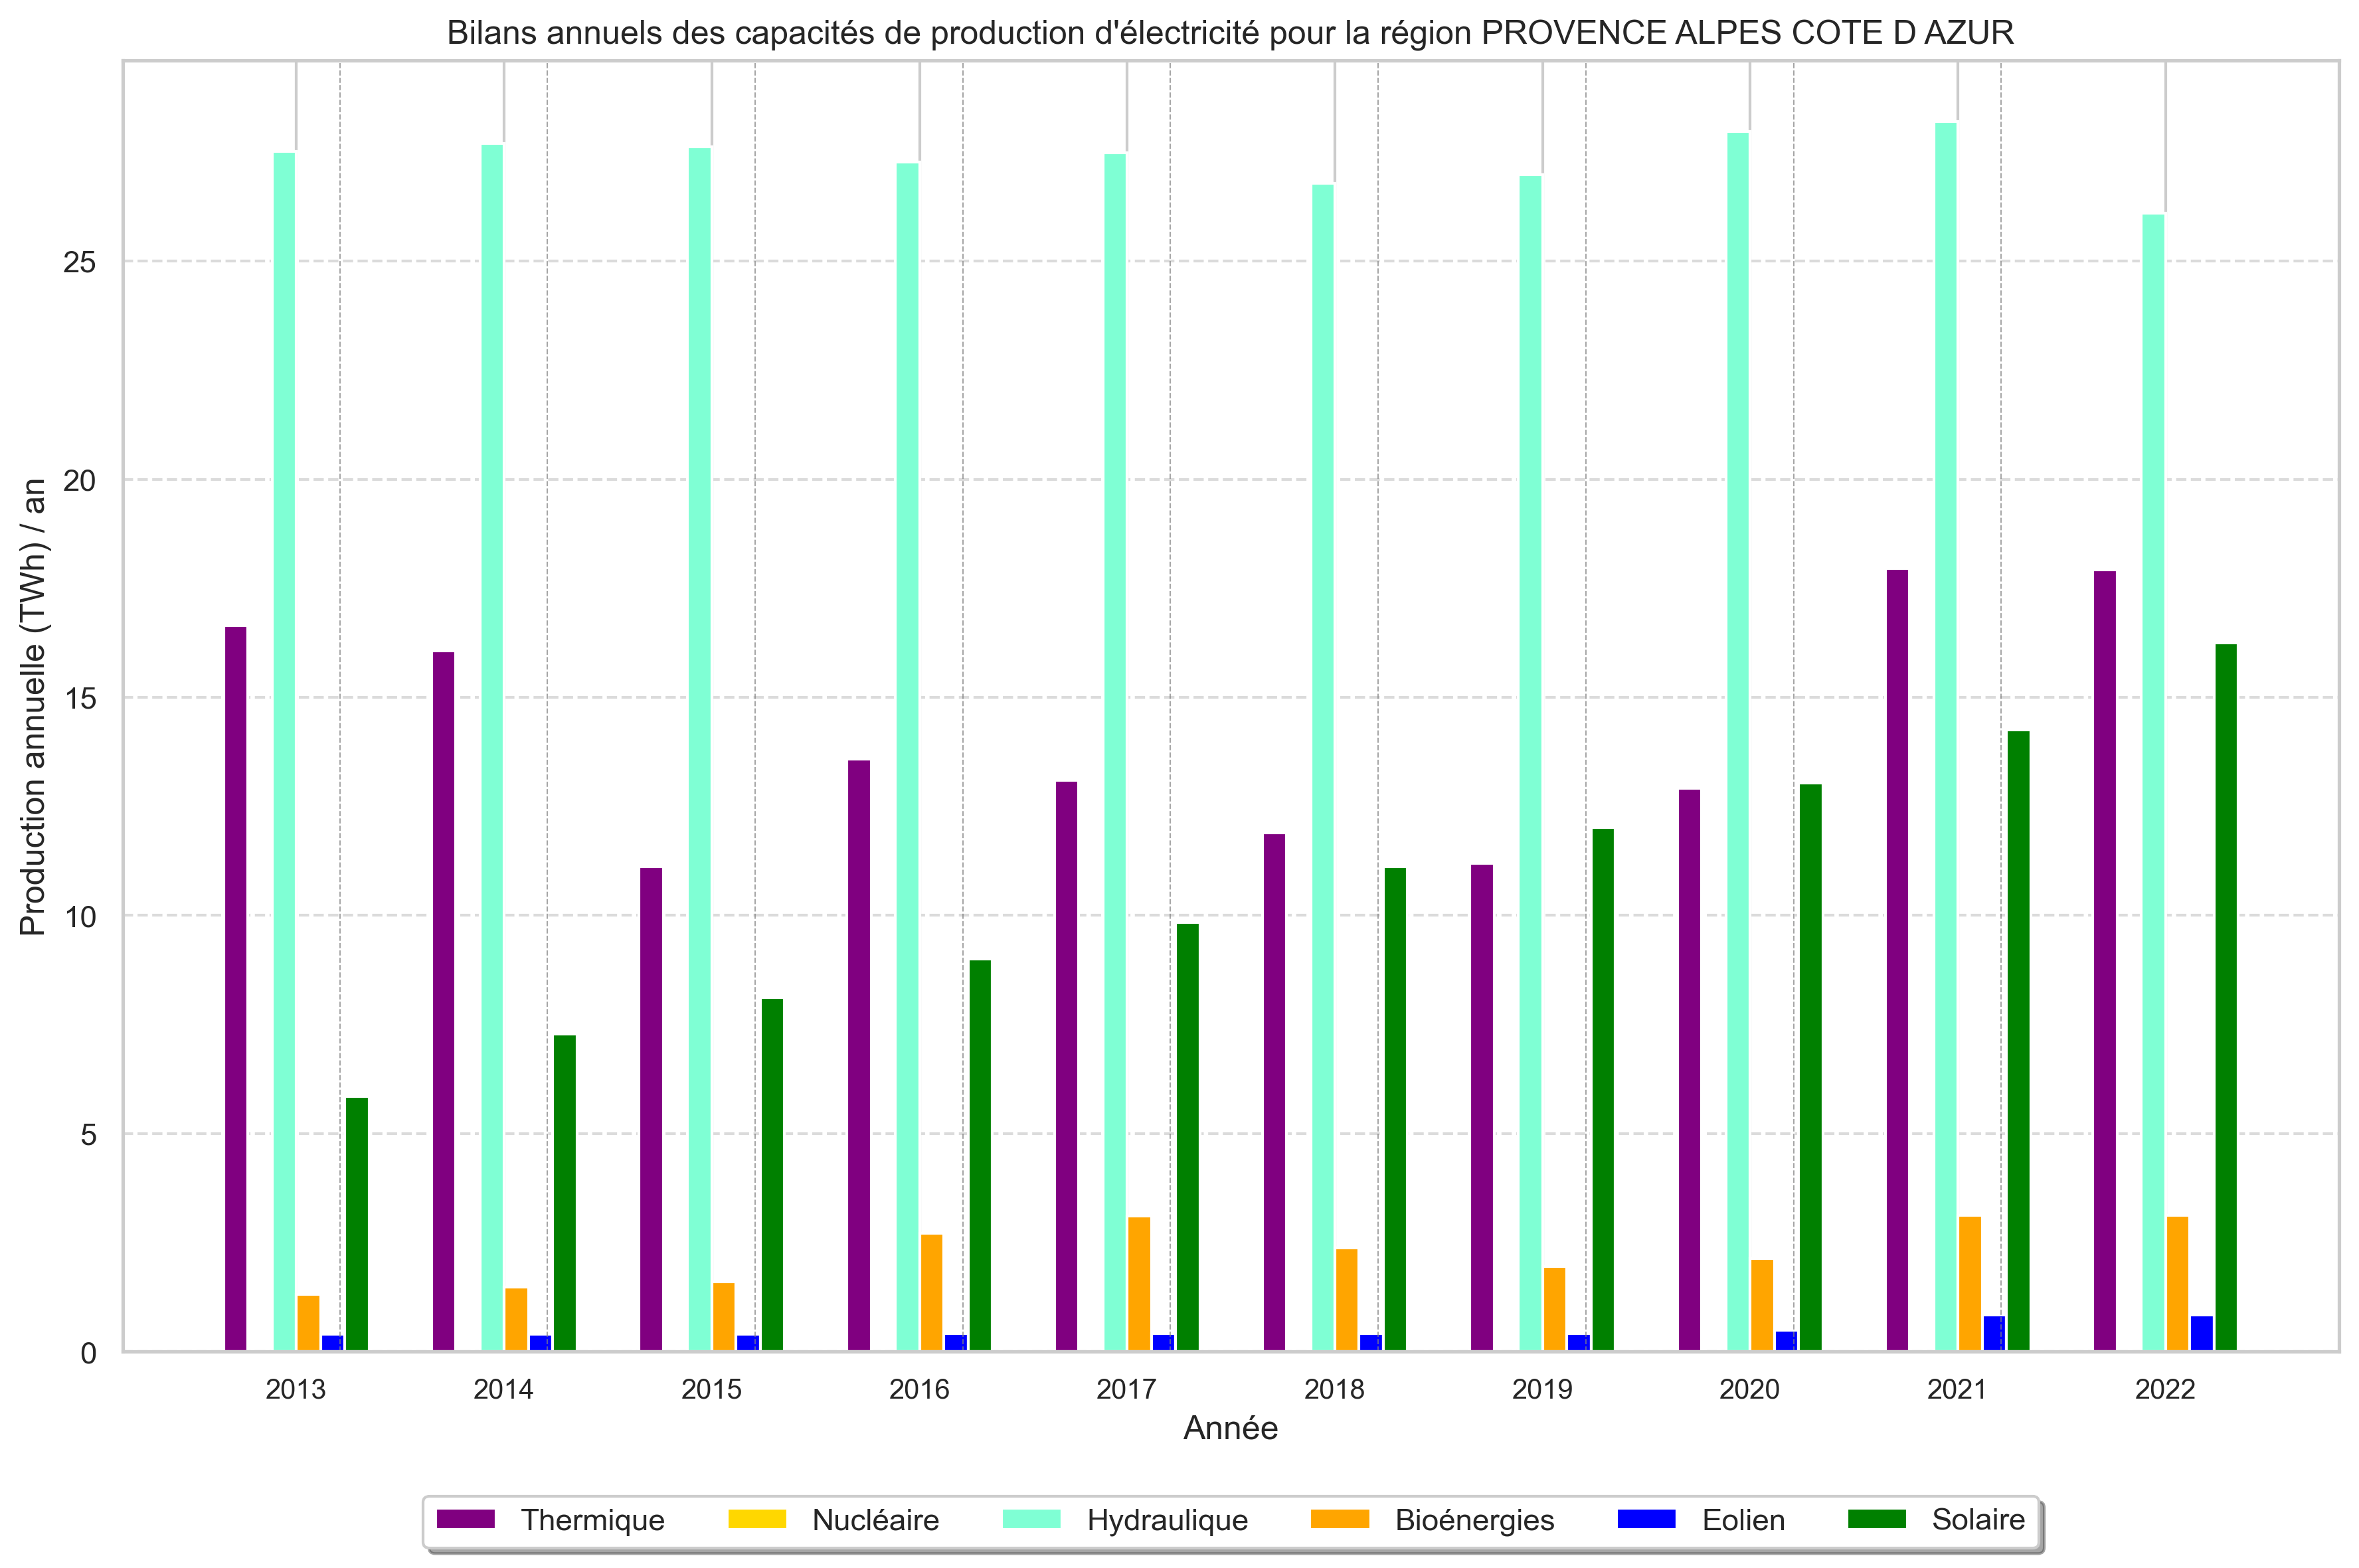 Bilans annuels des capacités de production d'électricité pour la région PROVENCE ALPES COTE D AZUR
Production annuelle (TWh) / an
25
20
15
10
5
0
2013 2014 2015 2016 2017 2018 2019 2020 2021 2022
Année
Thermique Nucléaire Hydraulique Bioénergies Eolien Solaire